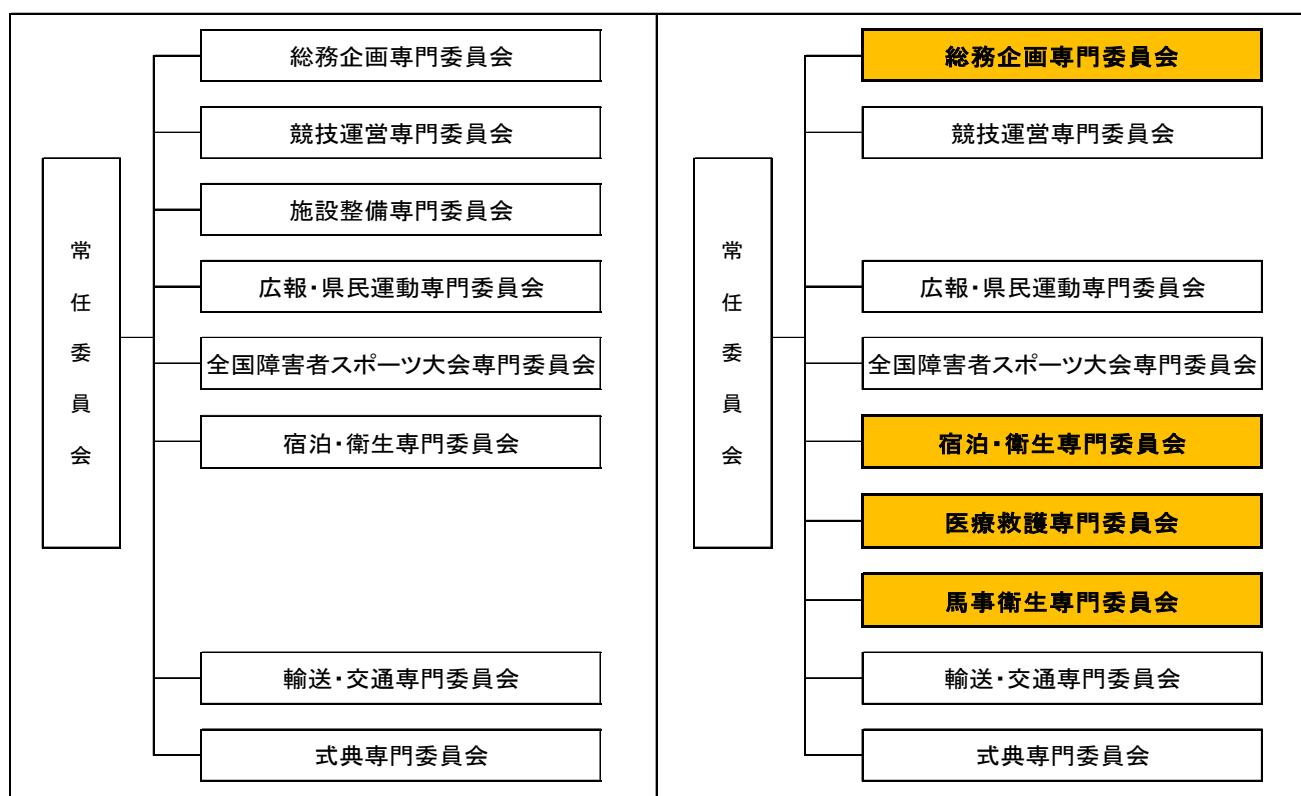 常任委員会
総務企画専門委員会
競技運営専門委員会
施設整備専門委員会
広報・県民運動専門委員会
全国障害者スポーツ大会専門委員会
宿泊・衛生専門委員会
輸送・交通専門委員会
式典専門委員会
常任委員会
総務企画専門委員会
競技運営専門委員会
広報・県民運動専門委員会
全国障害者スポーツ大会専門委員会
宿泊・衛生専門委員会
医療救護専門委員会
馬事衛生専門委員会
輸送・交通専門委員会
式典専門委員会